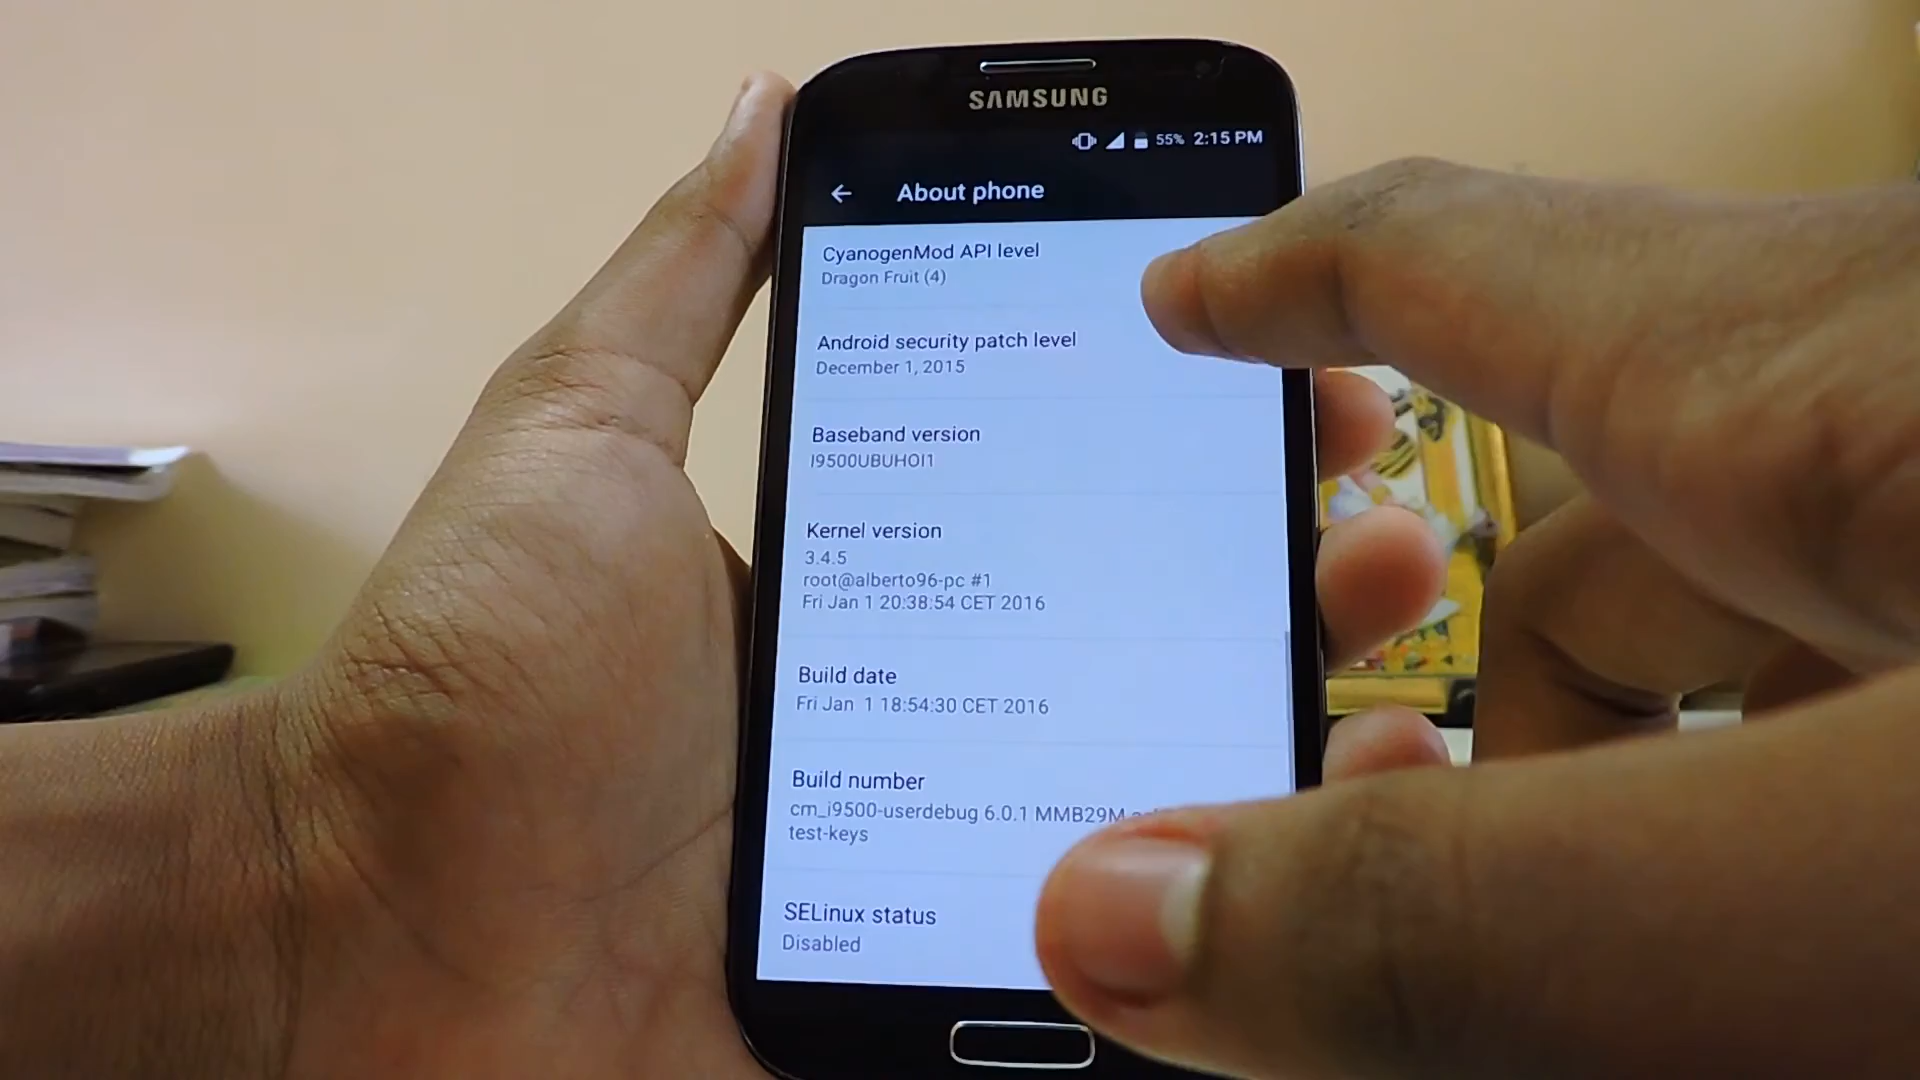 SAMSUNG
55% 2:15 PM
About phone
CyanogenMod API level
Dragon Fruit (4)
Android security patch level
December 1, 2015
Baseband version
I9500UBUHOI1
Kernel version
3.4.5
root@alberto96-pc #1
Fri Jan 1 20:38:54 CET 2016
Build date
Fri Jan 1 18:54:30 CET 2016
Build number
cm_i9500-userdebug 6.0.1 MMB29M
test-keys
SELinux status
Disabled